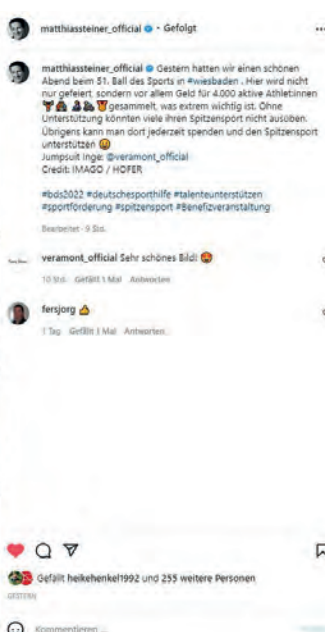 matthiassteiner_official • Gefolgt
matthiassteiner_official Gestern hatten wir einen schönen
Abend beim 51. Ball des Sports in #wiesbaden . Hier wird nicht
nur gefeiert, sondern vor allem Geld für 4.000 aktive Athlet:innen
gesammelt, was extrem wichtig ist. Ohne
Unterstützung könnten viele ihren Spitzensport nicht ausüben.
Übrigens kann man dort jederzeit spenden und den Spitzensport
unterstützen
Jumpsuit Inge: @veramont_official
Credit: IMAGO / HOFER
#bds2022 #deutschesporthilfe #talenteunterstützen
#sportförderung #spitzensport #Benefizveranstaltung
Bearbeitet · 9 Std.
veramont_official Sehr schönes Bild!
10 Std. Gefällt 1 Mal Antworten
fersjorg
1 Tag Gefällt 1 Mal Antworten
Gefällt heikehenkel1992 und 255 weitere Personen
GESTERN
Kommentieren ...